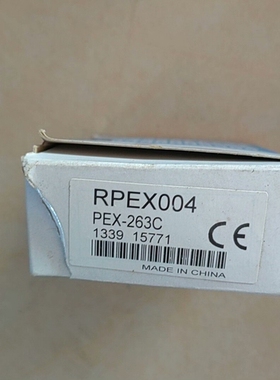 RPEX004
PEX-263C
1339 15771
CE
MADE IN CHINA